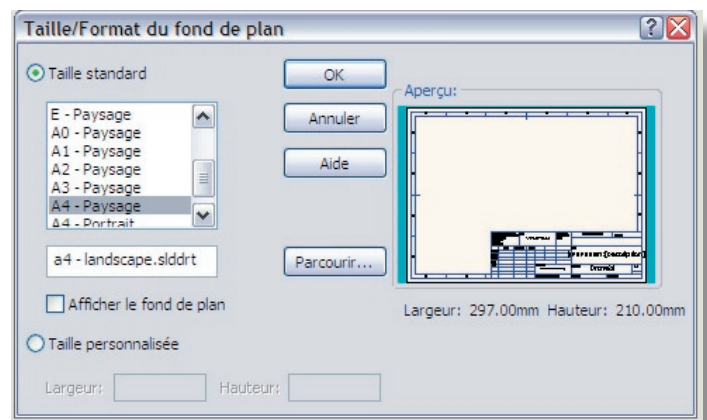 Taille/Format du fond de plan
Taille standard
E - Paysage
A0 - Paysage
A1 - Paysage
A2 - Paysage
A3 - Paysage
A4 - Paysage
A4 - Portrait
a4 - landscape.slddrt
Afficher le fond de plan
Taille personnalisée
Largeur:
Hauteur:
OK
Annuler
Aide
Parcourir...
Aperçu:
Largeur: 297.00mm Hauteur: 210.00mm